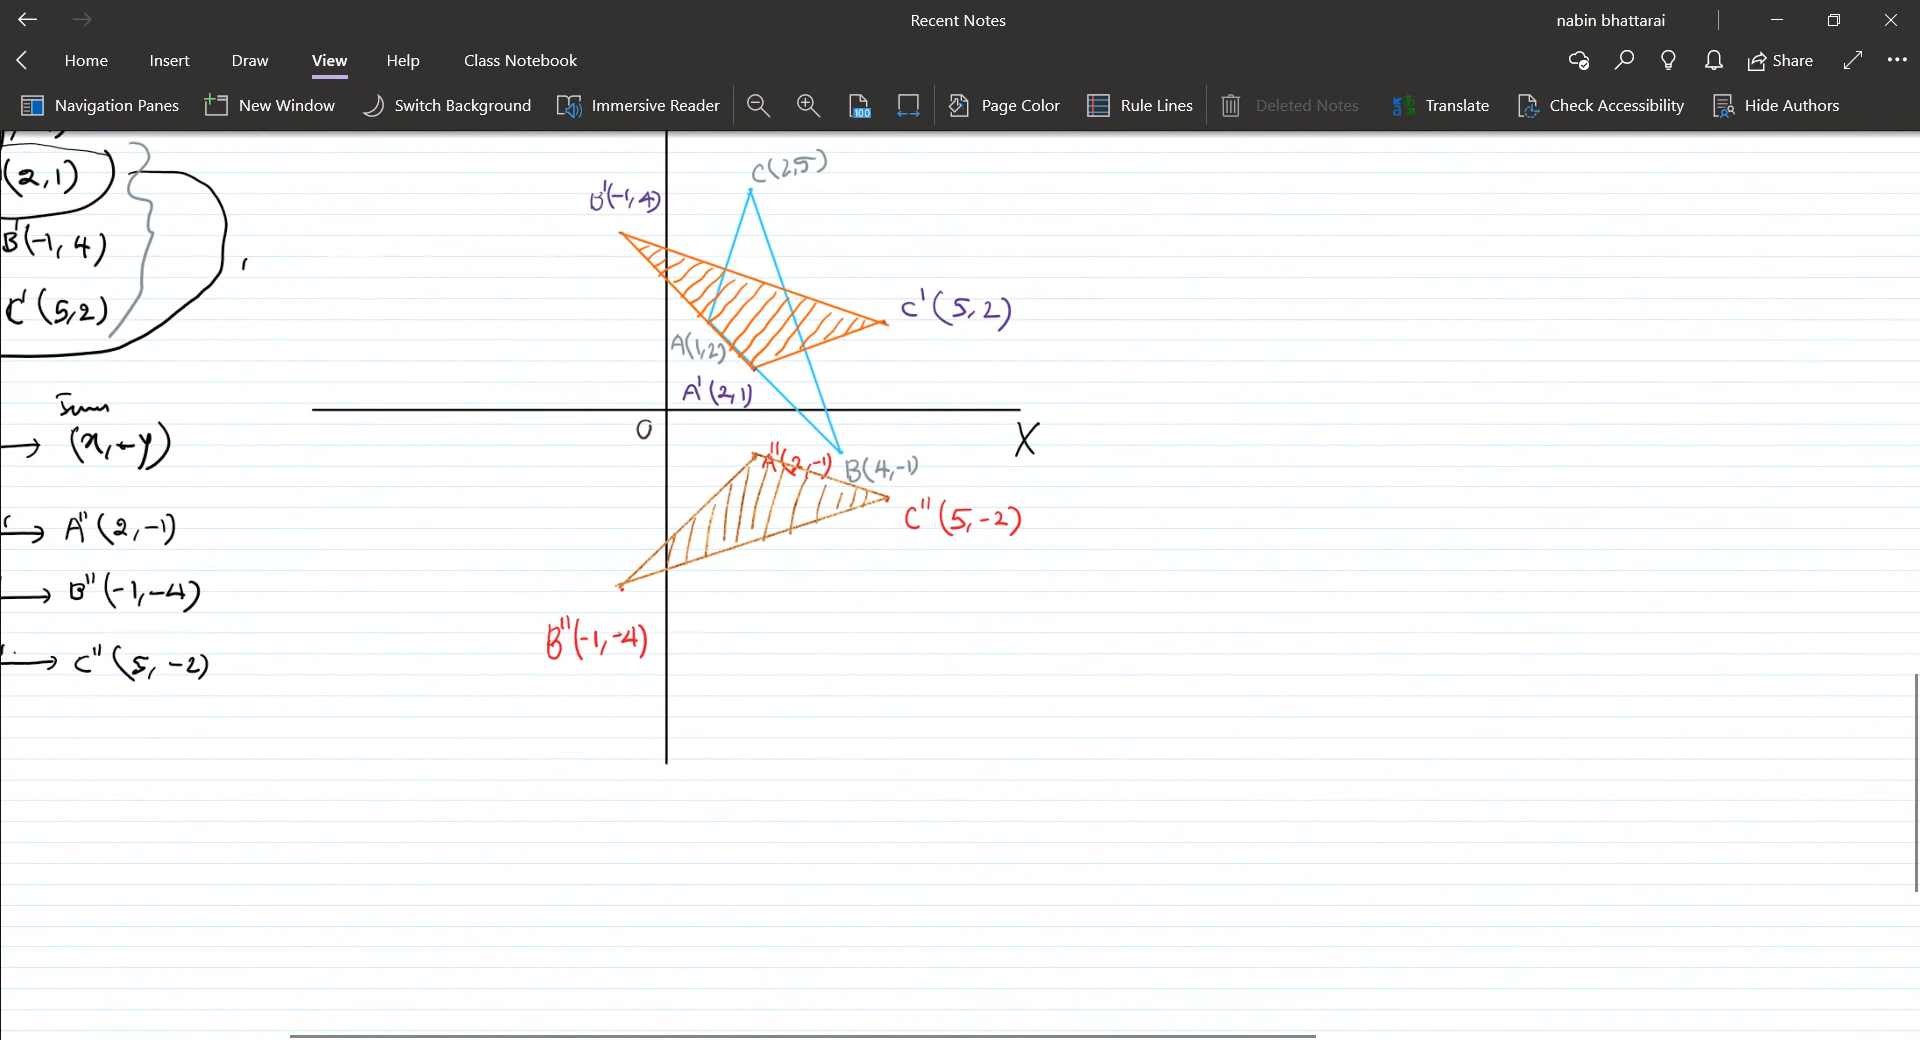 Recent Notes
nabin bhattarai
Home Insert Draw View Help Class Notebook
Share
Navigation Panes New Window Switch Background Immersive Reader 100 Page Color Rule Lines Deleted Notes Translate Check Accessibility Hide Authors
(2,1)
B'(-1, 4)
C'(5,2)
(x,-y)
A''(2,-1)
B''(-1,-4)
C''(5, -2)
C(2,5)
B'(-1,4)
C'(5,2)
A(1,2)
A'(2,1)
O
X
A''(2,-1)
B(4,-1)
C''(5,-2)
B''(-1,-4)